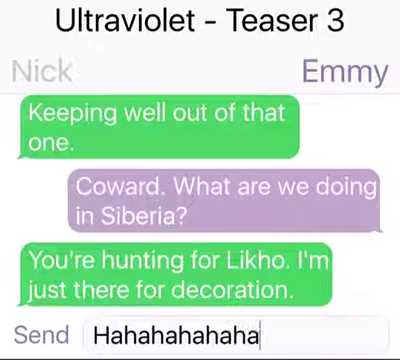 Ultraviolet - Teaser 3
Nick Emmy
Keeping well out of that
one.
Coward. What are we doing
in Siberia?
You're hunting for Likho. I'm
just there for decoration.
Send Hahahahahaha